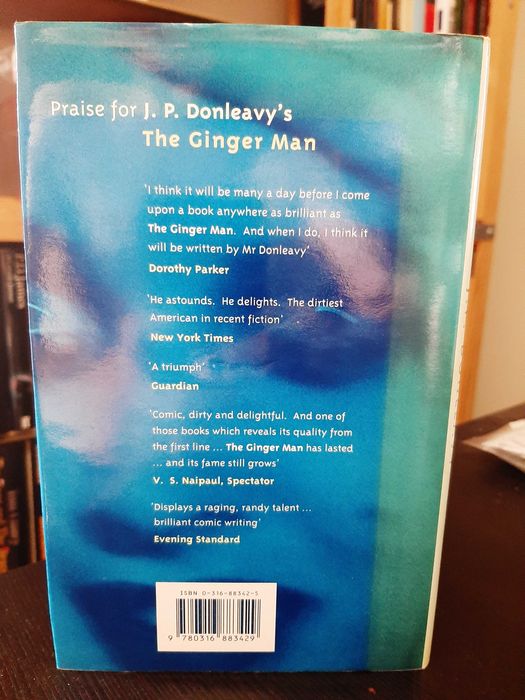 Praise for J. P. Donleavy's
The Ginger Man
'I think it will be many a day before I come
upon a book anywhere as brilliant as
The Ginger Man. And when I do, I think it
will be written by Mr Donleavy'
Dorothy Parker
'He astounds. He delights. The dirtiest
American in recent fiction'
New York Times
'A triumph'
Guardian
'Comic, dirty and delightful. And one of
those books which reveals its quality from
the first line ... The Ginger Man has lasted
... and its fame still grows'
V. S. Naipaul, Spectator
'Displays a raging, randy talent ...
brilliant comic writing'
Evening Standard
ISBN 0-316-88342-5
9 780316 883429